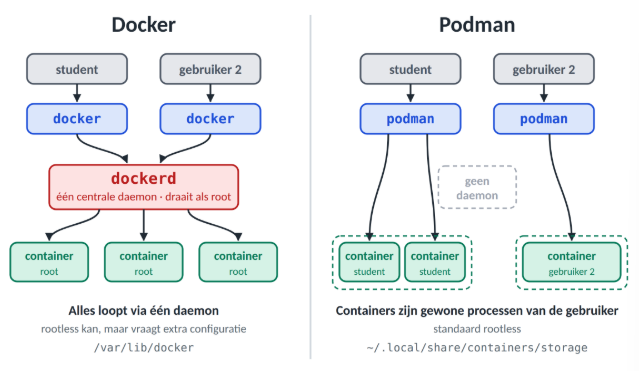 Docker
student
gebruiker 2
docker
docker
dockerd
één centrale daemon · draait als root
container
root
container
root
container
root
Alles loopt via één daemon
rootless kan, maar vraagt extra configuratie
/var/lib/docker
Podman
student
gebruiker 2
podman
podman
geen
daemon
container
student
container
student
container
gebruiker 2
Containers zijn gewone processen van de gebruiker
standaard rootless
~/.local/share/containers/storage